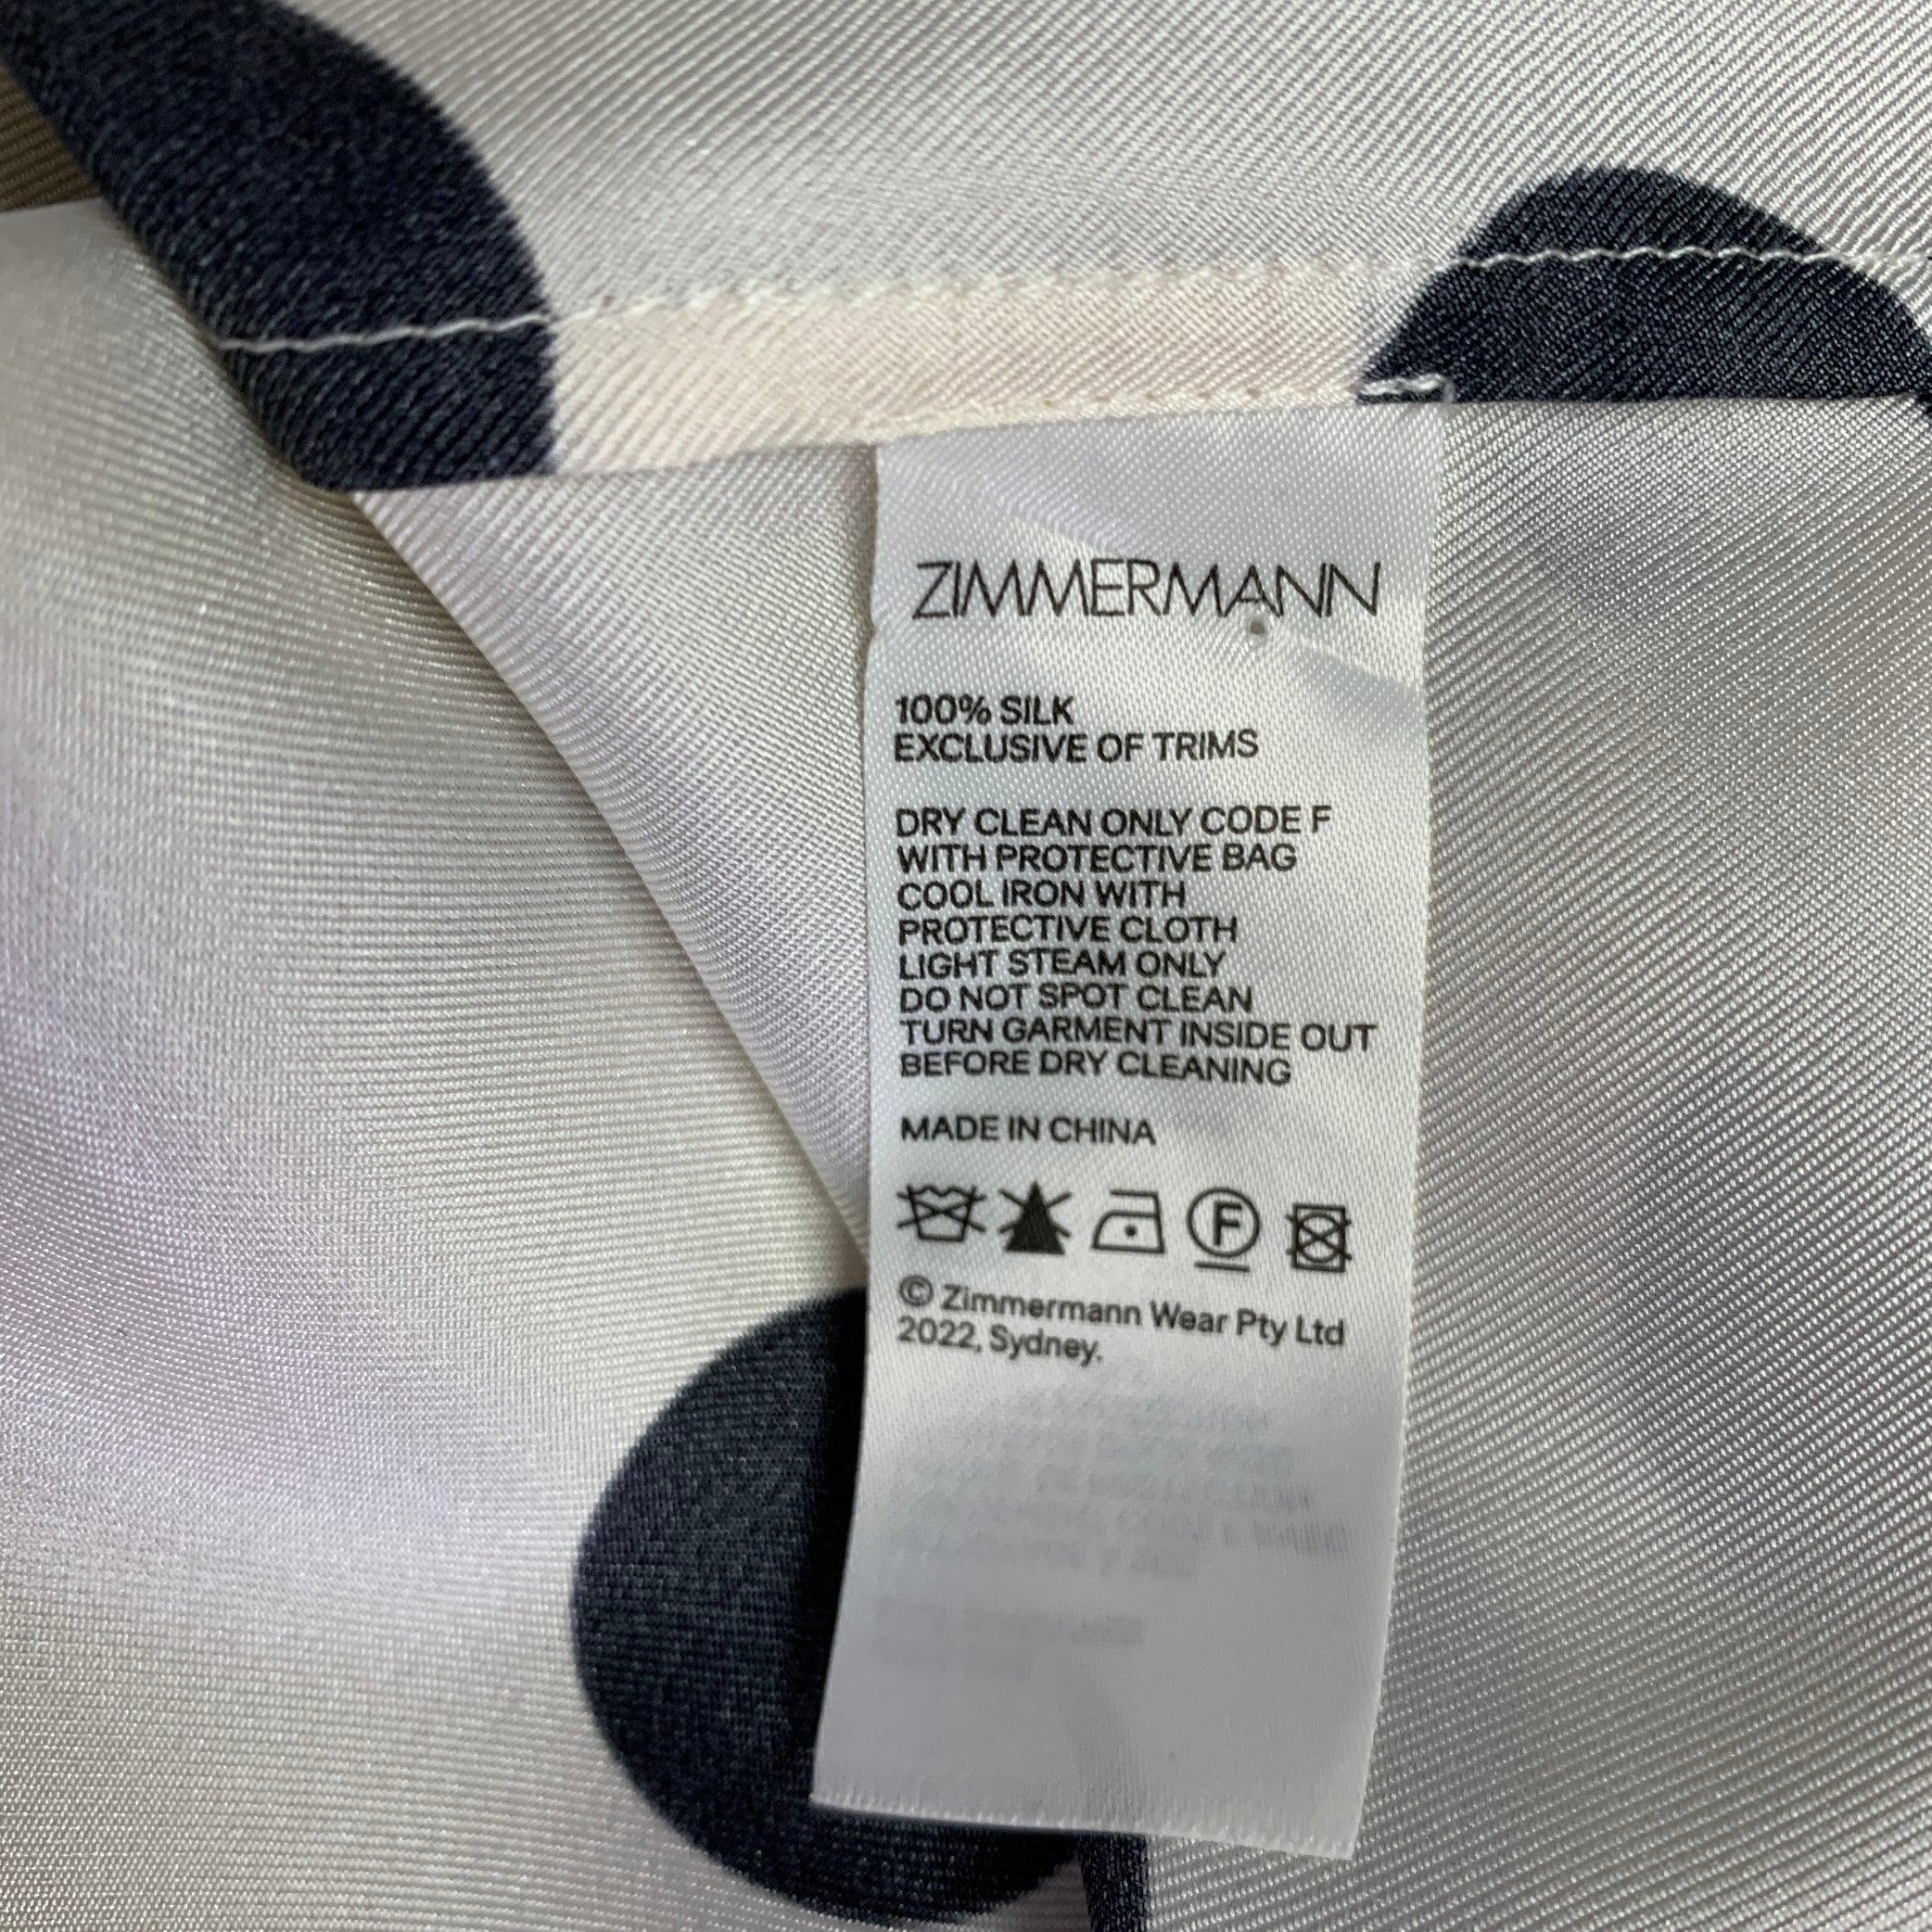 ZIMMERMANN
100% SILK
EXCLUSIVE OF TRIMS
DRY CLEAN ONLY CODE F
WITH PROTECTIVE BAG
COOL IRON WITH
PROTECTIVE CLOTH
LIGHT STEAM ONLY
DO NOT SPOT CLEAN
TURN GARMENT INSIDE OUT
BEFORE DRY CLEANING
MADE IN CHINA
F
© Zimmermann Wear Pty Ltd
2022, Sydney.